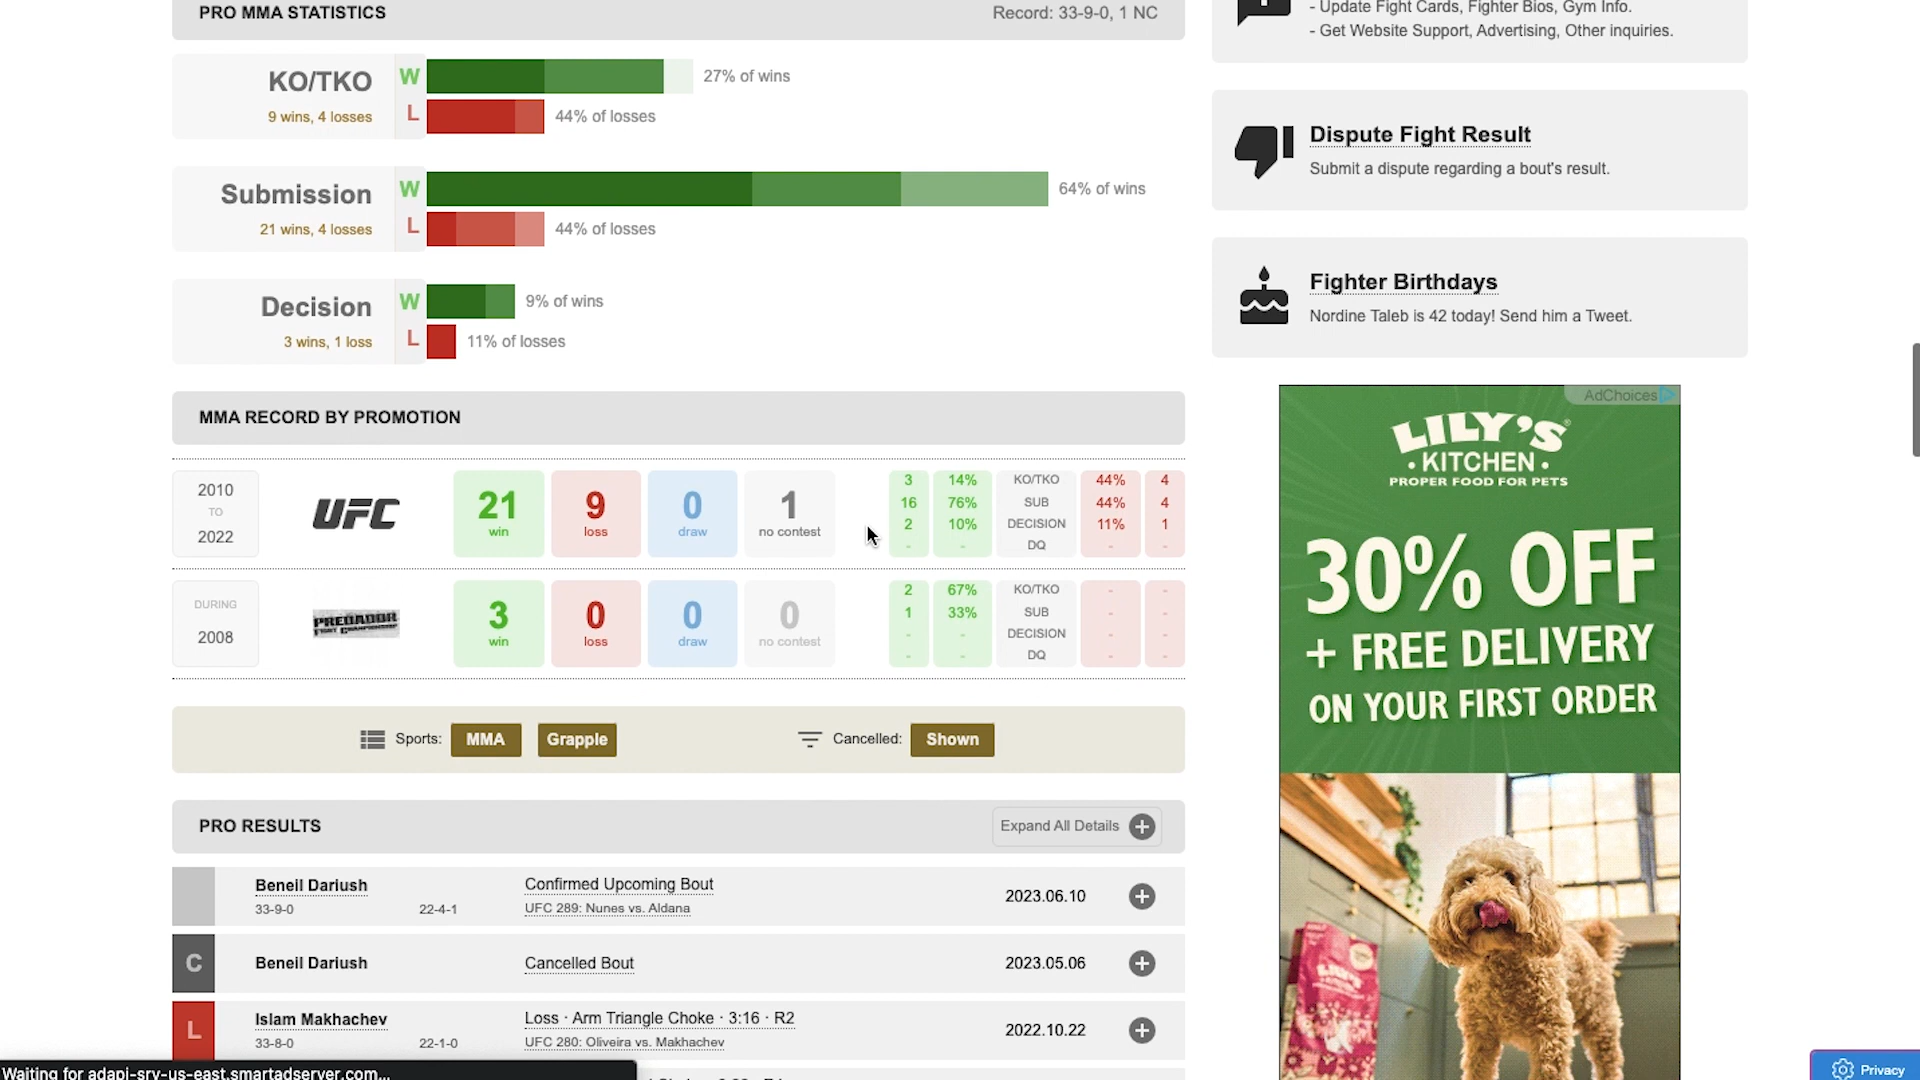 PRO MMA STATISTICS
Record: 33-9-0, 1 NC
KO/TKO
9 wins, 4 losses
W
27% of wins
L
44% of losses
Submission
21 wins, 4 losses
W
64% of wins
L
44% of losses
Decision
3 wins, 1 loss
W
9% of wins
L
11% of losses
MMA RECORD BY PROMOTION
2010
TO
2022
UFC
21
win
9
loss
0
draw
1
no contest
3 14% KO/TKO 44% 4
16 76% SUB 44% 4
2 10% DECISION 11% 1
- - DQ - -
DURING
2008
PREDADOR
FIGHT CHAMPIONSHIP
3
win
0
loss
0
draw
0
no contest
2 67% KO/TKO - -
1 33% SUB - -
- - DECISION - -
- - DQ - -
Sports: MMA Grapple
Cancelled: Shown
PRO RESULTS
Expand All Details
Beneil Dariush
33-9-0 22-4-1
Confirmed Upcoming Bout
UFC 289: Nunes vs. Aldana
2023.06.10
C
Beneil Dariush
Cancelled Bout
2023.05.06
L
Islam Makhachev
33-8-0 22-1-0
Loss · Arm Triangle Choke · 3:16 · R2
UFC 280: Oliveira vs. Makhachev
2022.10.22
Waiting for adapi-srv-us-east.smartadserver.com...
- Update Fight Cards, Fighter Bios, Gym Info.
- Get Website Support, Advertising, Other inquiries.
Dispute Fight Result
Submit a dispute regarding a bout's result.
Fighter Birthdays
Nordine Taleb is 42 today! Send him a Tweet.
AdChoices
LILY'S®
• KITCHEN •
PROPER FOOD FOR PETS
30% OFF
+ FREE DELIVERY
ON YOUR FIRST ORDER
Privacy